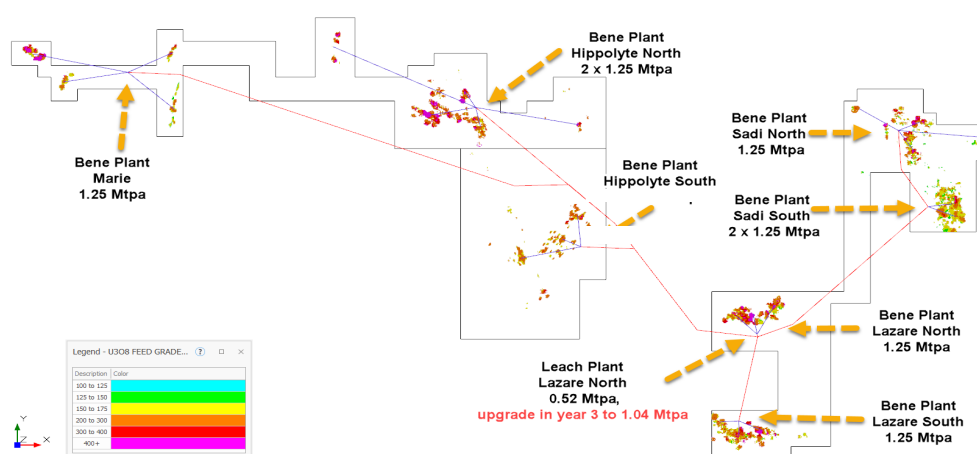 Bene Plant
Hippolyte North
2 x 1.25 Mtpa
Bene Plant
Sadi North
1.25 Mtpa
Bene Plant
Marie
1.25 Mtpa
Bene Plant
Hippolyte South
.
Bene Plant
Sadi South
2 x 1.25 Mtpa
Bene Plant
Lazare North
1.25 Mtpa
Leach Plant
Lazare North
0.52 Mtpa,
upgrade in year 3 to 1.04 Mtpa
Bene Plant
Lazare South
1.25 Mtpa
Legend - U3O8 FEED GRADE... ? □ ×
Description Color
100 to 125
125 to 150
150 to 175
200 to 300
300 to 400
400+
Y
Z X